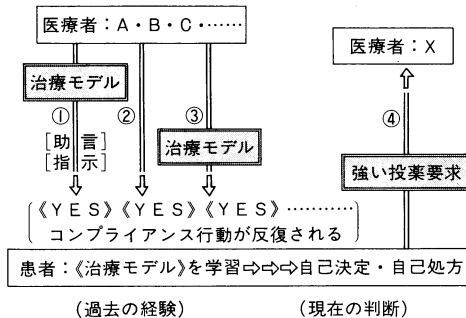 医療者：A・B・C・……
医療者：X
治療モデル
① ② ③ ④
[助言]
[指示]
治療モデル
強い投薬要求
《YES》《YES》《YES》…………
コンプライアンス行動が反復される
患者：《治療モデル》を学習⇨⇨⇨自己決定・自己処方
(過去の経験) (現在の判断)